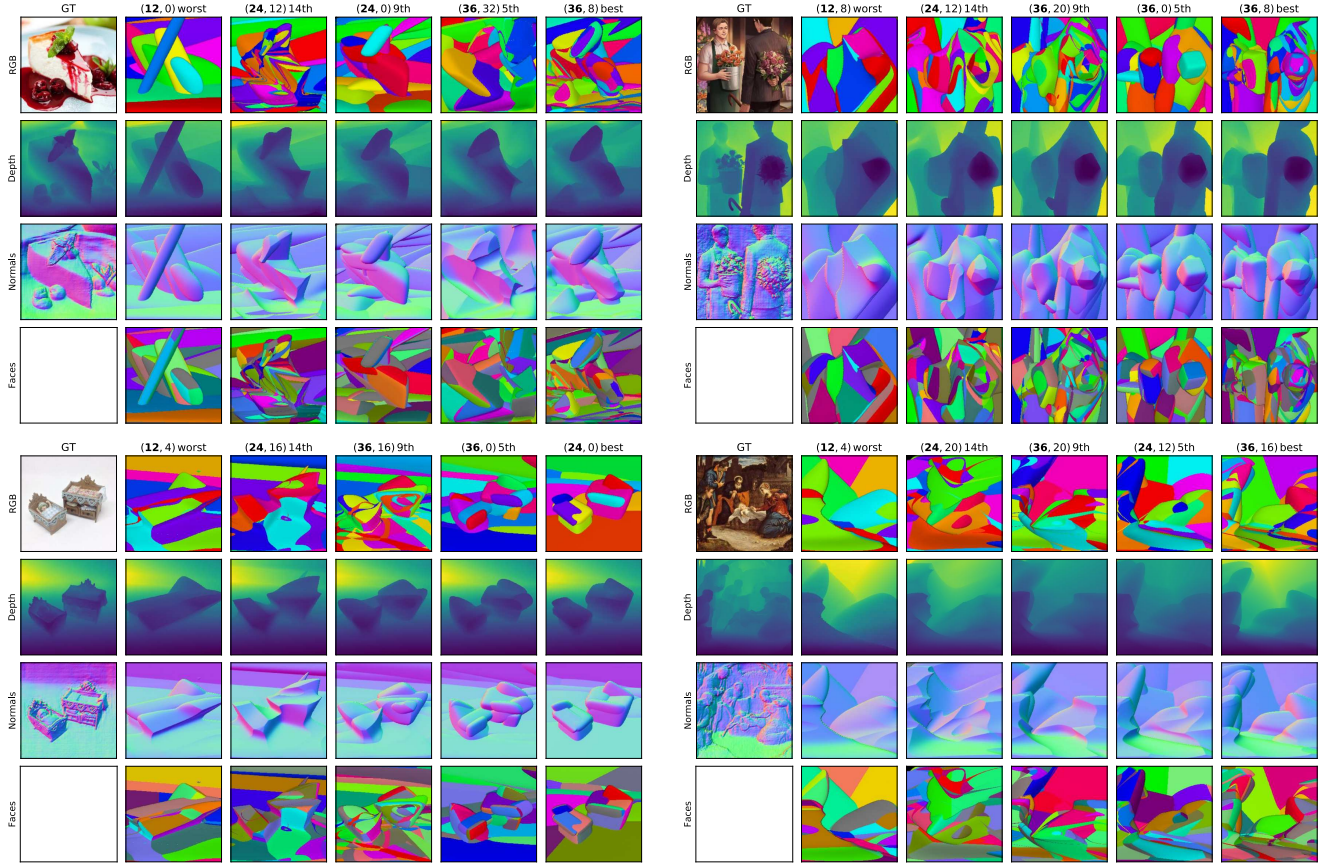 GT (12, 0) worst (24, 12) 14th (24, 0) 9th (36, 32) 5th (36, 8) best
RGB
Depth
Normals
Faces
GT (12, 8) worst (24, 12) 14th (36, 20) 9th (36, 0) 5th (36, 8) best
RGB
Depth
Normals
Faces
GT (12, 4) worst (24, 16) 14th (36, 16) 9th (36, 0) 5th (24, 0) best
RGB
Depth
Normals
Faces
GT (12, 4) worst (24, 20) 14th (36, 20) 9th (24, 12) 5th (36, 16) best
RGB
Depth
Normals
Faces